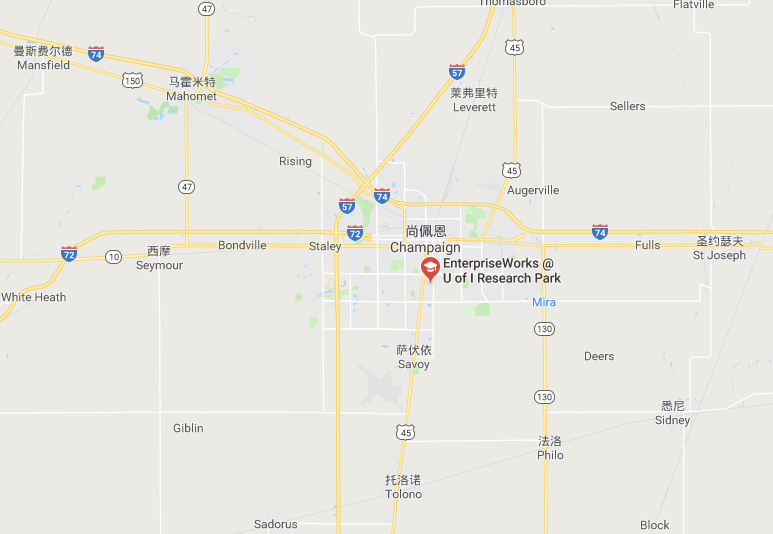 Thomasboro
Flatville
47
曼斯费尔德
Mansfield
74
45
57
150
马霍米特
Mahomet
莱弗里特
Leverett
Sellers
Rising
45
47
74
Augerville
57
72
尚佩恩
Champaign
74
圣约瑟夫
St Joseph
72
10
西摩
Seymour
Bondville
Staley
Fulls
EnterpriseWorks @
U of I Research Park
White Heath
Mira
130
萨伏依
Savoy
Deers
130
悉尼
Sidney
Giblin
45
法洛
Philo
托洛诺
Tolono
Sadorus
Block